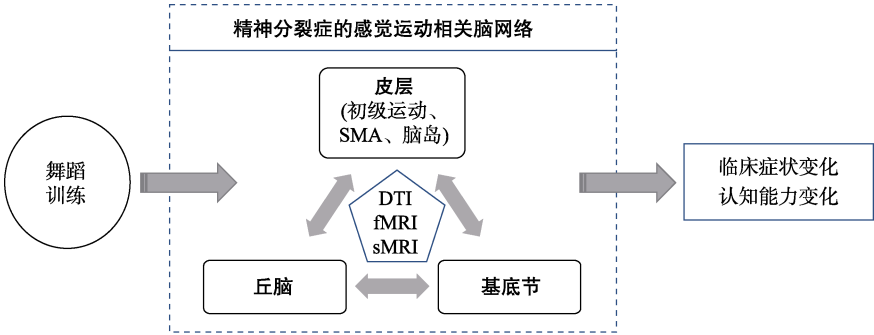 精神分裂症的感觉运动相关脑网络
皮层
(初级运动、
SMA、脑岛)
舞蹈
训练
DTI
fMRI
sMRI
丘脑
基底节
临床症状变化
认知能力变化